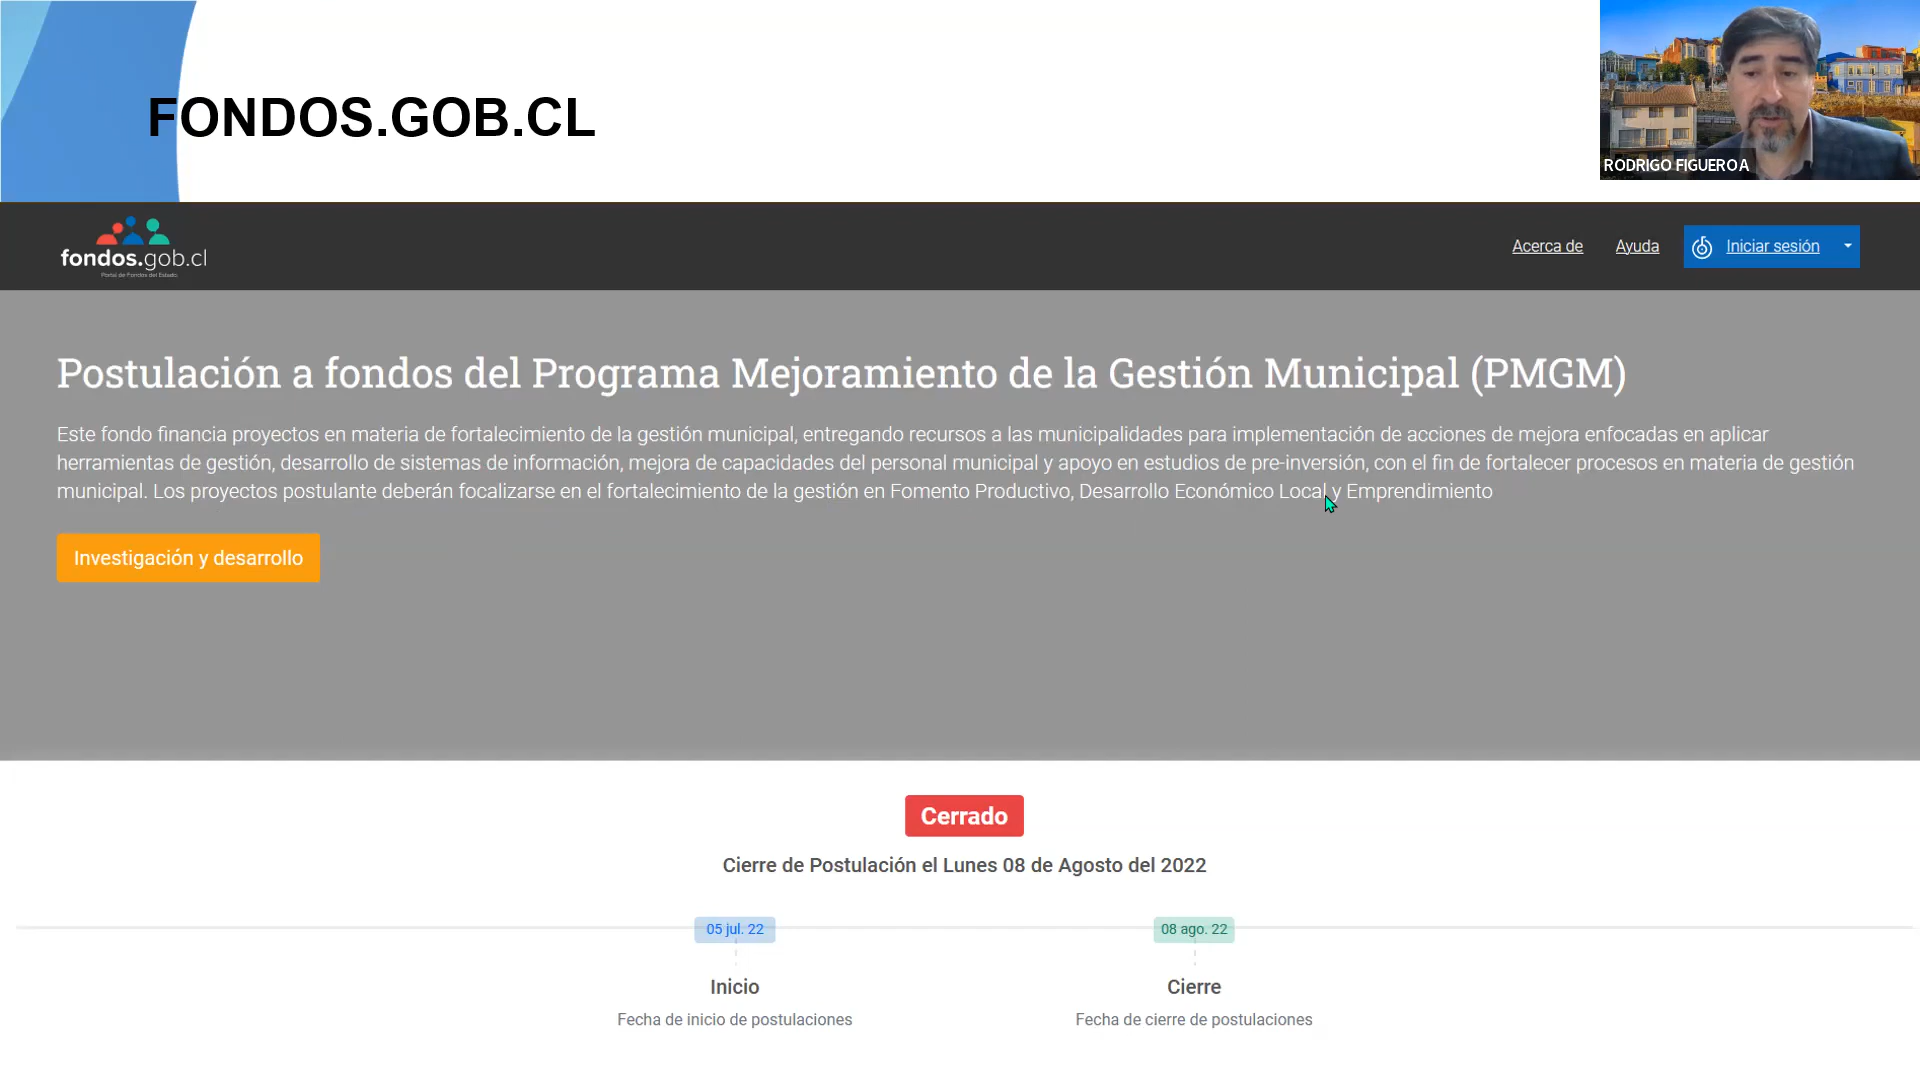 FONDOS.GOB.CL
RODRIGO FIGUEROA
fondos.gob.cl
Portal de Fondos del Estado
Acerca de
Ayuda
Iniciar sesión
Postulación a fondos del Programa Mejoramiento de la Gestión Municipal (PMGM)
Este fondo financia proyectos en materia de fortalecimiento de la gestión municipal, entregando recursos a las municipalidades para implementación de acciones de mejora enfocadas en aplicar
herramientas de gestión, desarrollo de sistemas de información, mejora de capacidades del personal municipal y apoyo en estudios de pre-inversión, con el fin de fortalecer procesos en materia de gestión
municipal. Los proyectos postulante deberán focalizarse en el fortalecimiento de la gestión en Fomento Productivo, Desarrollo Económico Local y Emprendimiento
Investigación y desarrollo
Cerrado
Cierre de Postulación el Lunes 08 de Agosto del 2022
05 jul. 22
08 ago. 22
Inicio
Cierre
Fecha de inicio de postulaciones
Fecha de cierre de postulaciones